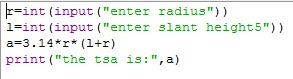 r=int(input("enter radius"))
l=int(input("enter slant height5"))
a=3.14*r*(l+r)
print("the tsa is:",a)